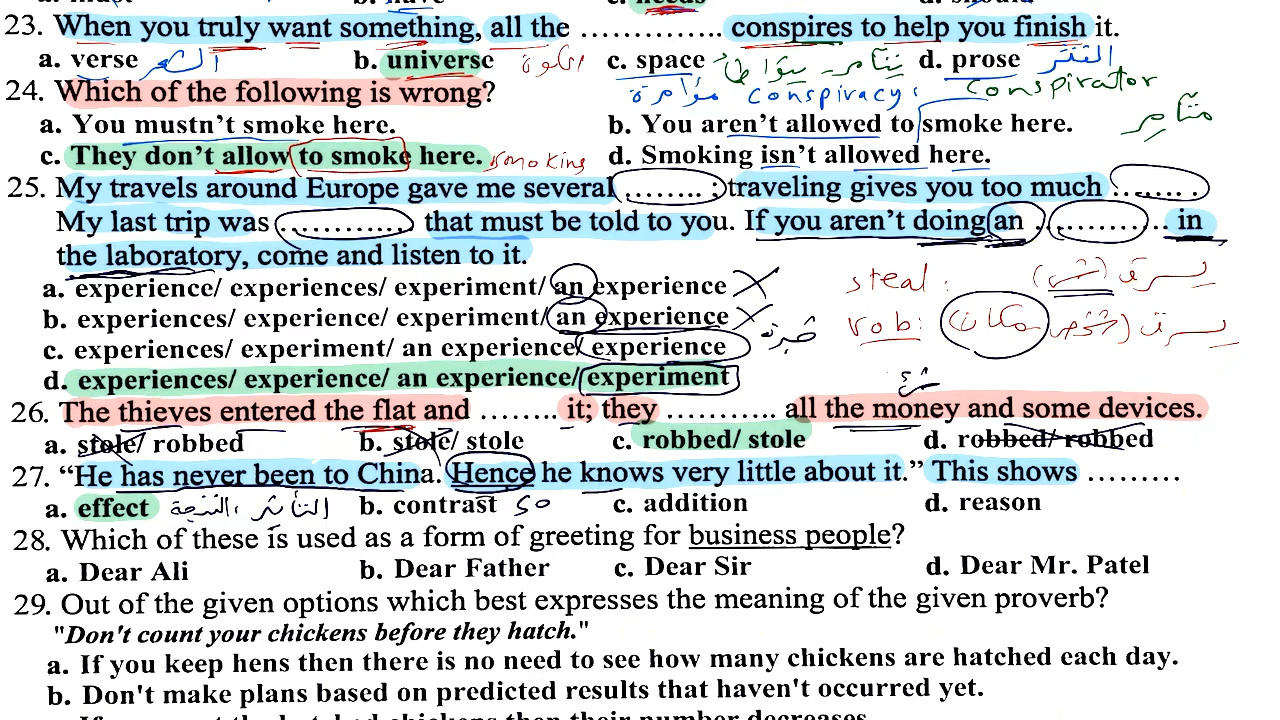 23. When you truly want something, all the .............. conspires to help you finish it.
a. verse الشعر b. universe c. space يتآمر - يتواطأ d. prose النثر
24. Which of the following is wrong? مؤامرة conspiracy: conspirator متآمر
a. You mustn't smoke here. b. You aren't allowed to smoke here.
c. They don't allow to smoke here. smoking d. Smoking isn't allowed here.
25. My travels around Europe gave me several ........ ; traveling gives you too much ........ .
My last trip was ............ that must be told to you. If you aren't doing an .............. in
the laboratory, come and listen to it.
a. experience/ experiences/ experiment/ an experience steal: يسرق (شئ)
b. experiences/ experience/ experiment/ an experience خبرة rob: يسرق (شخص، مكان)
c. experiences/ experiment/ an experience/ experience
d. experiences/ experience/ an experience/ experiment
26. The thieves entered the flat and ........ it; they ........... all the money and some devices.
a. stole/ robbed b. stole/ stole c. robbed/ stole d. robbed/ robbed
27. “He has never been to China. Hence he knows very little about it.” This shows .........
a. effect التأثير، النتيجة b. contrast so c. addition d. reason
28. Which of these is used as a form of greeting for business people?
a. Dear Ali b. Dear Father c. Dear Sir d. Dear Mr. Patel
29. Out of the given options which best expresses the meaning of the given proverb?
"Don't count your chickens before they hatch."
a. If you keep hens then there is no need to see how many chickens are hatched each day.
b. Don't make plans based on predicted results that haven't occurred yet.